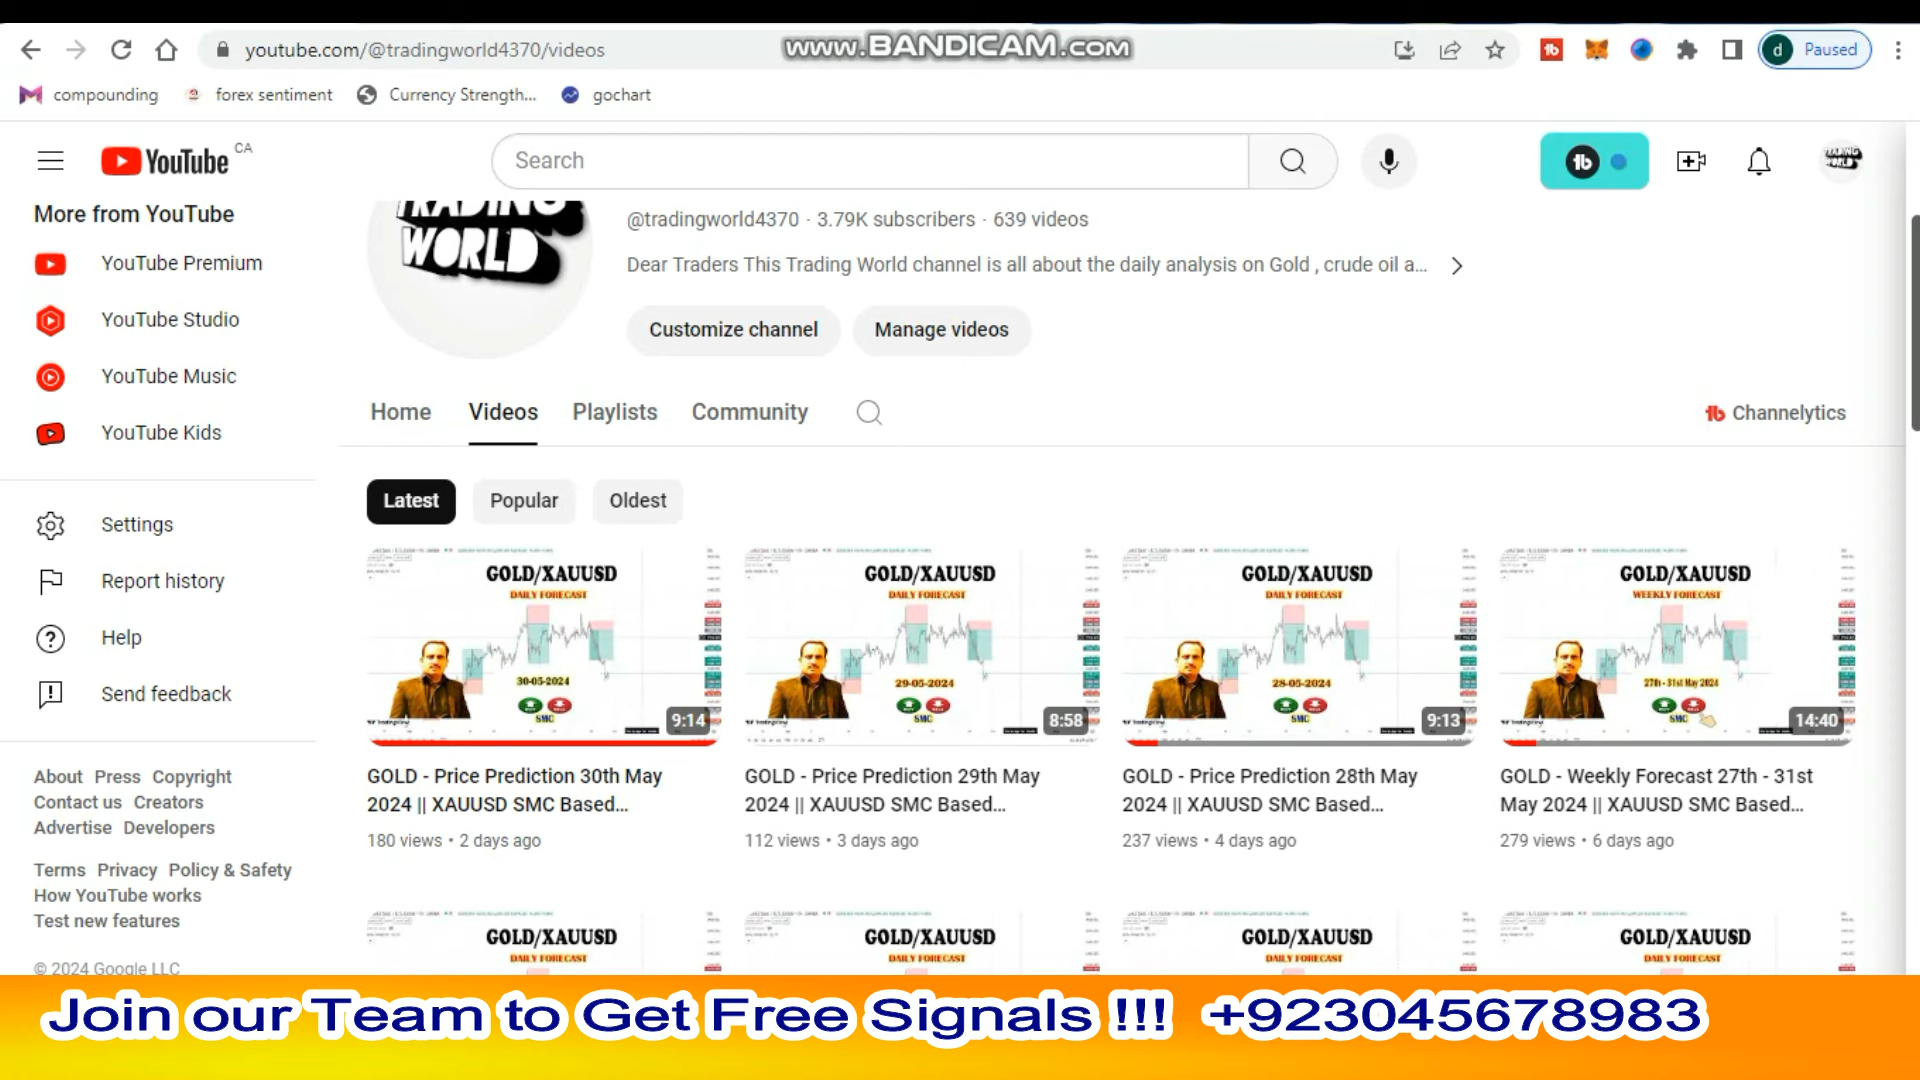 youtube.com/@tradingworld4370/videos
www.BANDICAM.com
d Paused
compounding
forex sentiment
Currency Strength...
gochart
YouTube CA
Search
More from YouTube
YouTube Premium
YouTube Studio
YouTube Music
YouTube Kids
Settings
Report history
Help
Send feedback
About Press Copyright
Contact us Creators
Advertise Developers
Terms Privacy Policy & Safety
How YouTube works
Test new features
© 2024 Google LLC
TRADING
WORLD
@tradingworld4370 · 3.79K subscribers · 639 videos
Dear Traders This Trading World channel is all about the daily analysis on Gold , crude oil a...
Customize channel
Manage videos
Home
Videos
Playlists
Community
Channelytics
Latest
Popular
Oldest
GOLD/XAUUSD
DAILY FORECAST
30-05-2024
SMC
9:14
GOLD - Price Prediction 30th May
2024 || XAUUSD SMC Based...
180 views • 2 days ago
GOLD/XAUUSD
DAILY FORECAST
29-05-2024
SMC
8:58
GOLD - Price Prediction 29th May
2024 || XAUUSD SMC Based...
112 views • 3 days ago
GOLD/XAUUSD
DAILY FORECAST
28-05-2024
SMC
9:13
GOLD - Price Prediction 28th May
2024 || XAUUSD SMC Based...
237 views • 4 days ago
GOLD/XAUUSD
WEEKLY FORECAST
27th - 31st May 2024
SMC
14:40
GOLD - Weekly Forecast 27th - 31st
May 2024 || XAUUSD SMC Based...
279 views • 6 days ago
GOLD/XAUUSD
DAILY FORECAST
GOLD/XAUUSD
DAILY FORECAST
GOLD/XAUUSD
DAILY FORECAST
GOLD/XAUUSD
DAILY FORECAST
Join our Team to Get Free Signals !!! +923045678983